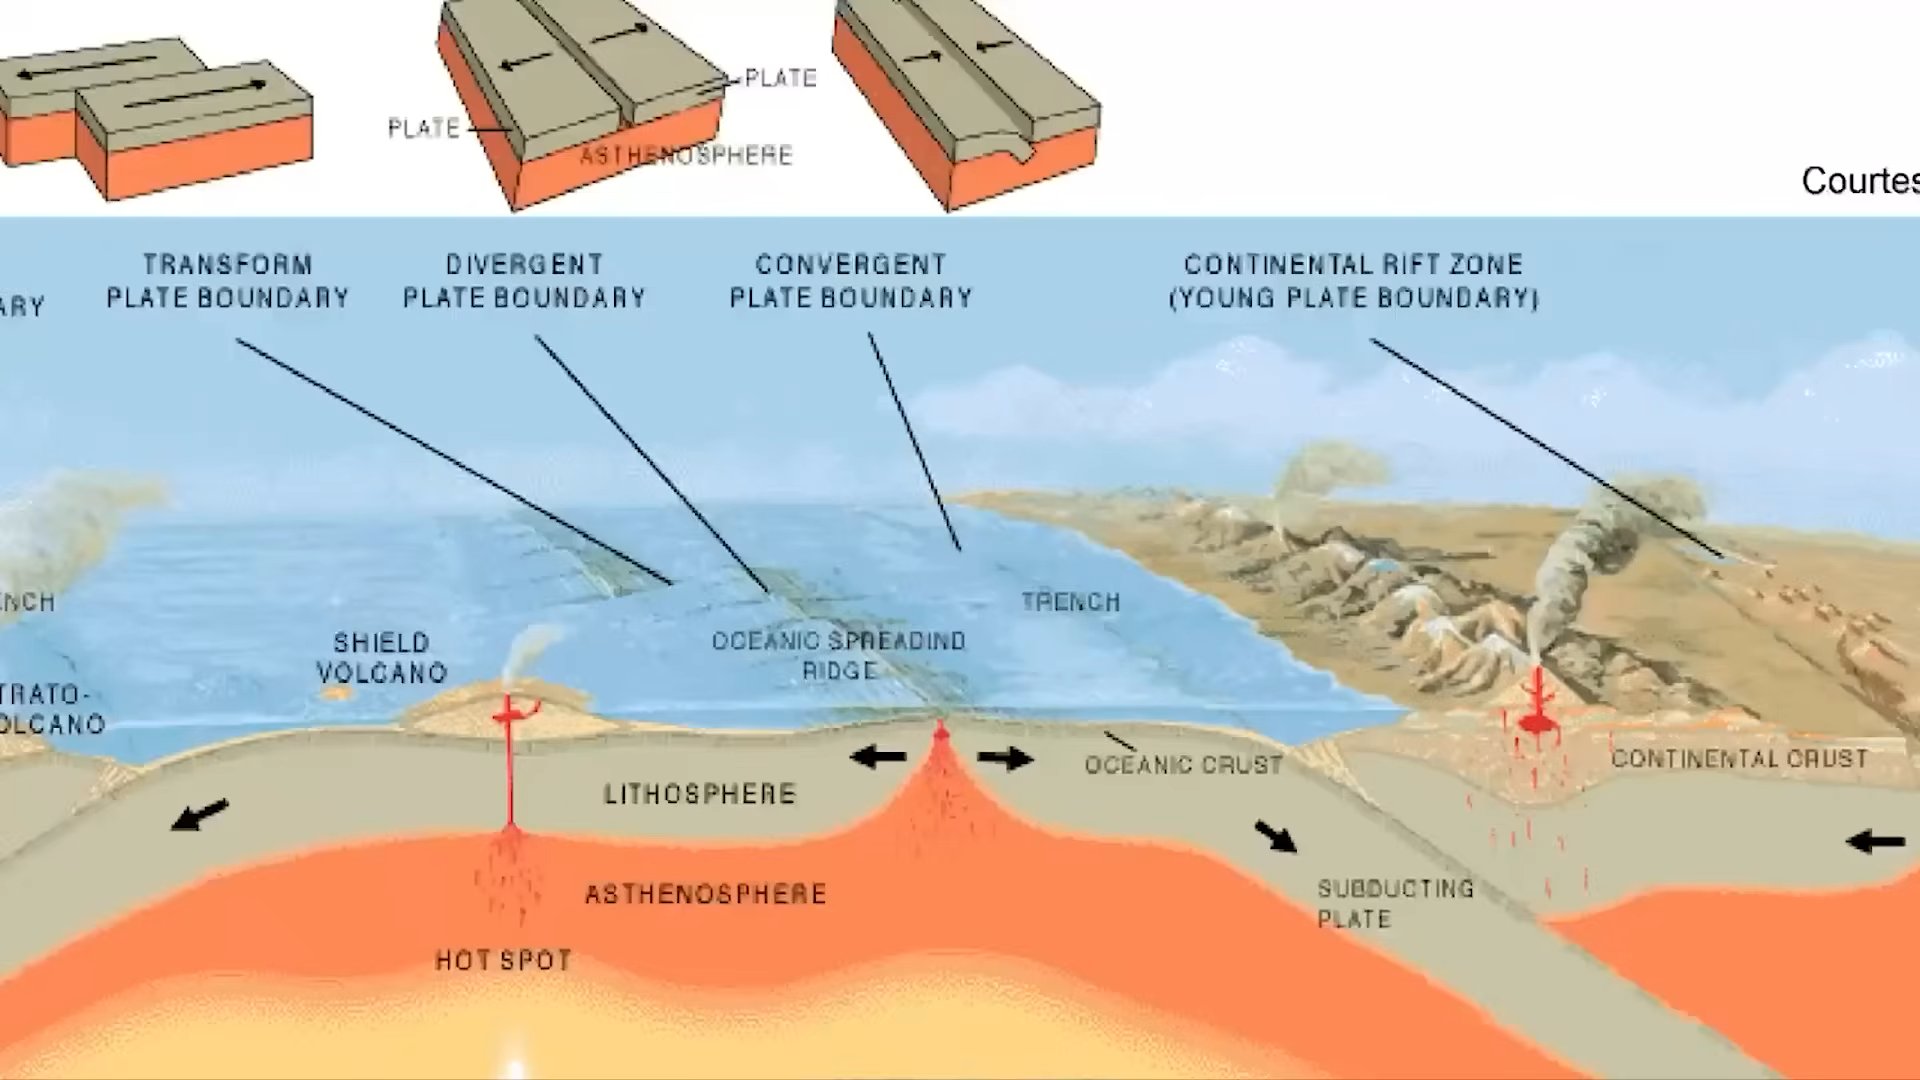 PLATE
PLATE
ASTHENOSPHERE
Courtes
TRANSFORM
PLATE BOUNDARY
DIVERGENT
PLATE BOUNDARY
CONVERGENT
PLATE BOUNDARY
CONTINENTAL RIFT ZONE
(YOUNG PLATE BOUNDARY)
ARY
ENCH
TRENCH
SHIELD
VOLCANO
OCEANIC SPREADIND
RIDGE
TRATO-
OLCANO
OCEANIC CRUST
CONTINENTAL CRUST
LITHOSPHERE
ASTHENOSPHERE
SUBDUCTING
PLATE
HOT SPOT